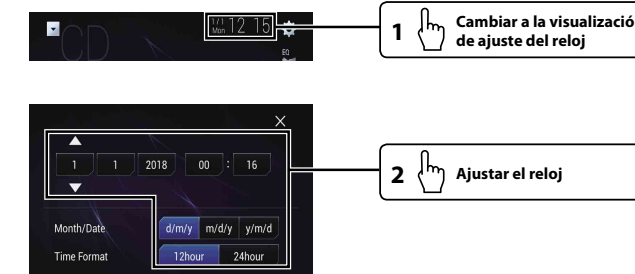 CD
1/1
Mon 12 15
EQ
1 Cambiar a la visualizació
de ajuste del reloj
1 1 2018 00 : 16
2 Ajustar el reloj
Month/Date d/m/y m/d/y y/m/d
Time Format 12hour 24hour